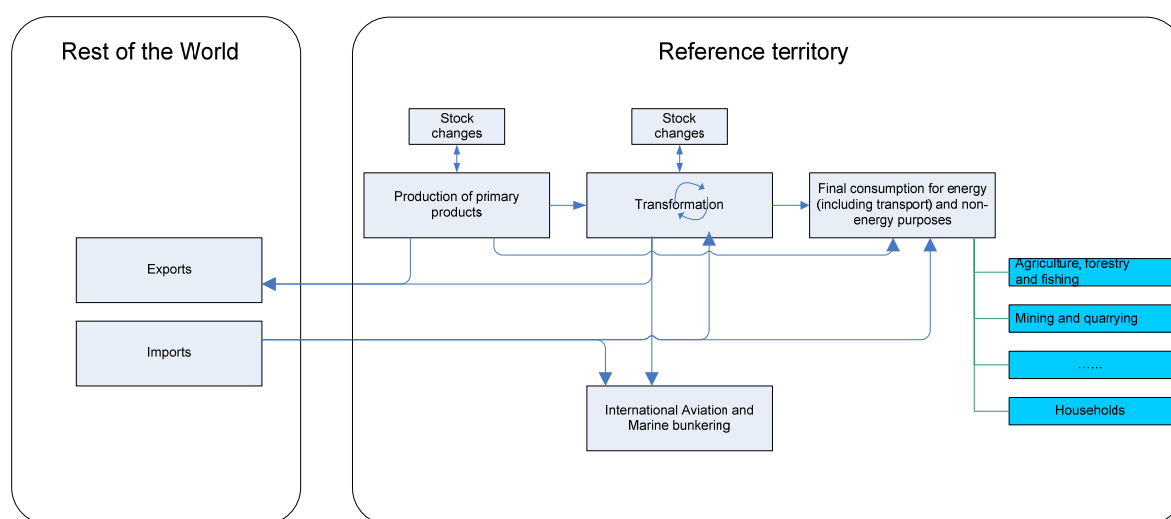 Rest of the World
Reference territory
Stock
changes
Stock
changes
Production of primary
products
Transformation
Final consumption for energy
(including transport) and non-
energy purposes
Exports
Imports
International Aviation and
Marine bunkering
Agriculture, forestry
and fishing
Mining and quarrying
......
Households